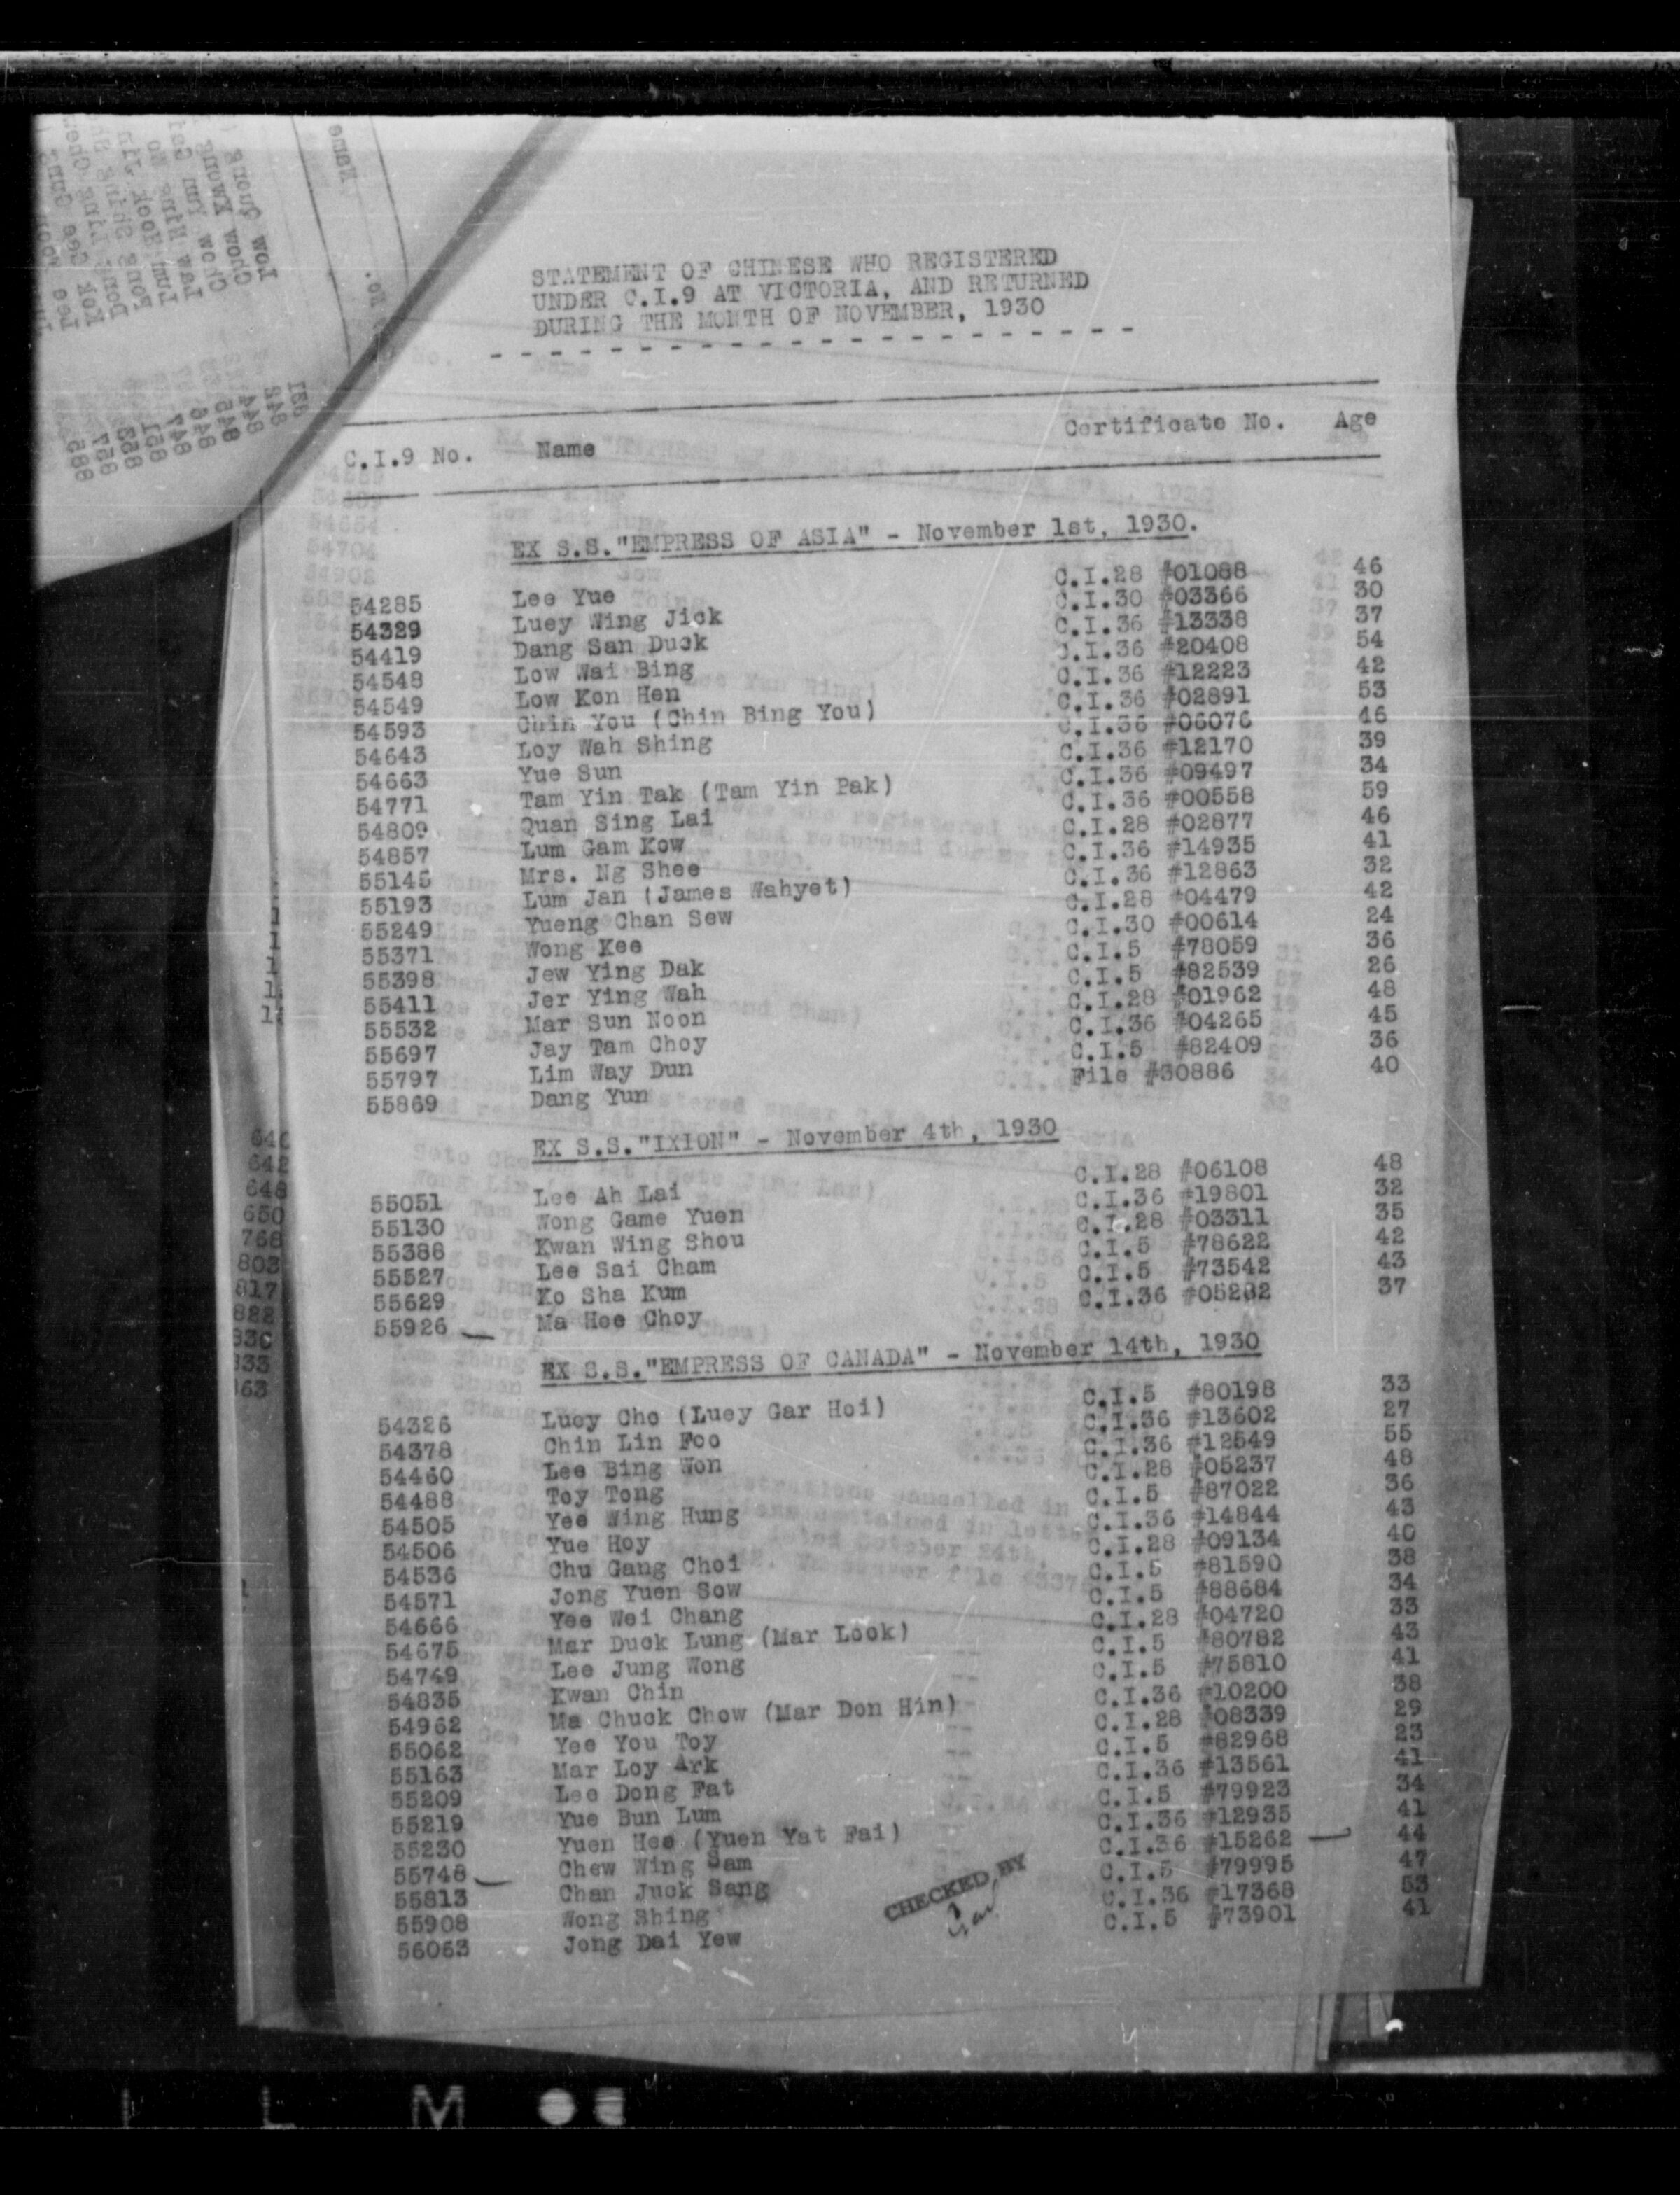 STATEMENT OF CHINESE WHO REGISTERED
UNDER C.I.9 AT VICTORIA, AND RETURNED
DURING THE MONTH OF NOVEMBER, 1930
C.I.9 No. Name Certificate No. Age
EX S.S."EMPRESS OF ASIA" - November 1st, 1930.
54285 Lee Yue C.I.28 #01088 46
54329 Luey Wing Jick C.I.30 #03366 30
54419 Dang San Duck C.I.36 #13338 37
54548 Low Wai Bing C.I.36 #20408 54
54549 Low Kon Hen C.I.36 #12223 42
54593 Chin You (Chin Bing You) C.I.36 #02891 53
54643 Loy Wah Shing C.I.36 #06076 46
54663 Yue Sun C.I.36 #12170 39
54771 Tam Yin Tak (Tam Yin Pak) C.I.36 #09497 34
54809 Quan Sing Lai C.I.36 #00558 59
54857 Lum Gam Kow C.I.28 #02877 46
55145 Mrs. Ng Shee C.I.36 #14935 41
55193 Lum Jan (James Wahyet) C.I.36 #12863 32
55249 Yueng Chan Sew C.I.28 #04479 42
55371 Wong Kee C.I.30 #00614 24
55398 Jew Ying Dak C.I.5 #78059 36
55411 Jer Ying Wah C.I.5 #82539 26
55532 Mar Sun Noon C.I.28 #01962 48
55697 Jay Tam Choy C.I.36 #04265 45
55797 Lim Way Dun C.I.5 #82409 36
55869 Dang Yun File #30886 40
EX S.S."IXION" - November 4th, 1930
55051 Lee Ah Lai C.I.28 #06108 48
55130 Wong Game Yuen C.I.36 #19801 32
55388 Kwan Wing Shou C.I.28 #03311 35
55527 Lee Sai Cham C.I.5 #78622 42
55629 Ko Sha Kum C.I.5 #73542 43
55926 Ma Hee Choy C.I.36 #05282 37
EX S.S."EMPRESS OF CANADA" - November 14th, 1930
54326 Luey Cho (Luey Gar Hoi) C.I.5 #80198 33
54378 Chin Lin Foo C.I.36 #13602 27
54460 Lee Bing Won C.I.36 #12549 55
54488 Toy Tong C.I.28 #05237 48
54505 Yee Wing Hung C.I.5 #87022 36
54506 Yue Hoy C.I.36 #14844 43
54536 Chu Gang Choi C.I.28 #09134 40
54571 Jong Yuen Sow C.I.5 #81590 38
54666 Yee Wei Chang C.I.5 #88684 34
54675 Mar Duck Lung (Mar Look) C.I.28 #04720 33
54749 Lee Jung Wong C.I.5 #80782 43
54835 Kwan Chin C.I.5 #75810 41
54962 Ma Chuck Chow (Mar Don Hin) C.I.36 #10200 38
55062 Yee You Toy C.I.28 #08339 29
55163 Mar Loy Ark C.I.5 #82968 23
55209 Lee Dong Fat C.I.36 #13561 41
55219 Yue Bun Lum C.I.5 #79923 34
55230 Yuen Hee (Yuen Yat Fai) C.I.36 #12935 41
55748 Chew Wing Sam C.I.36 #15262 44
55813 Chan Juck Sang C.I.5 #79995 47
55908 Wong Shing C.I.36 #17368 53
56063 Jong Dai Yew C.I.5 #73901 41
CHECKED BY